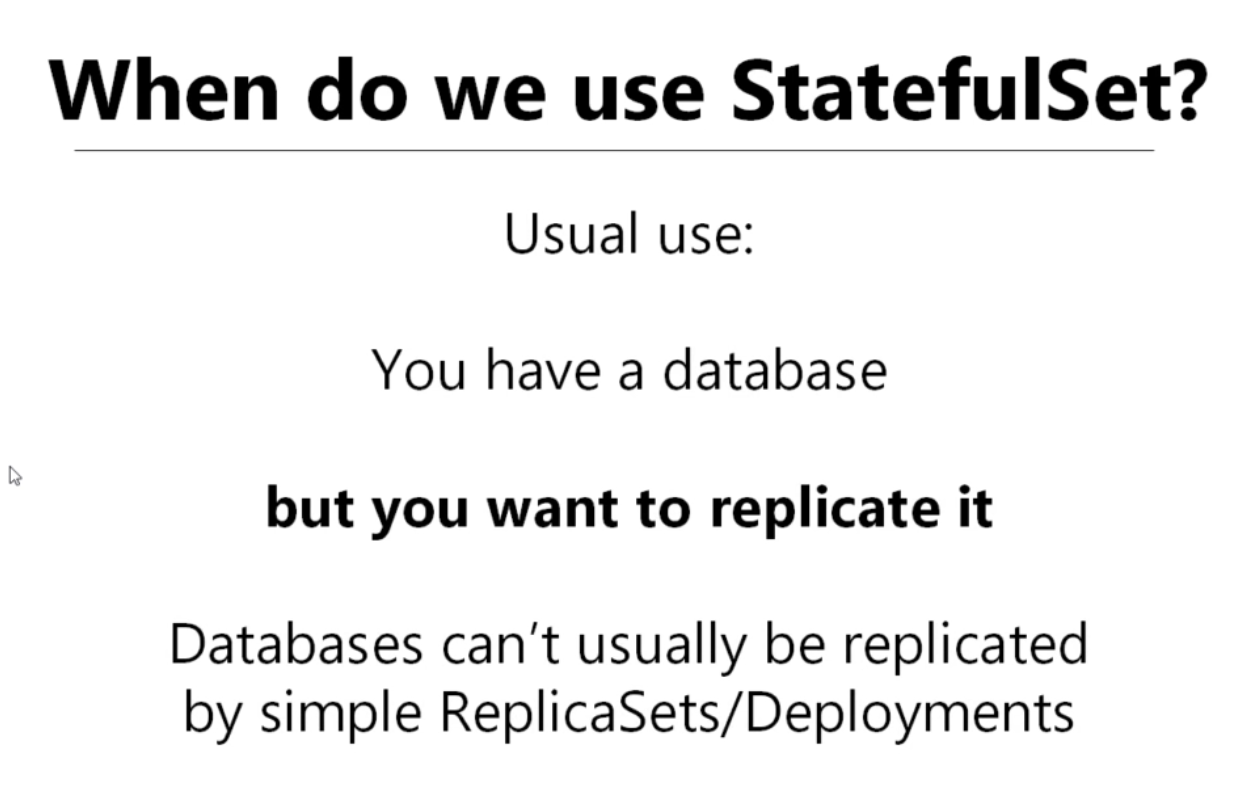 When do we use StatefulSet?
Usual use:
You have a database
but you want to replicate it
Databases can’t usually be replicated
by simple ReplicaSets/Deployments